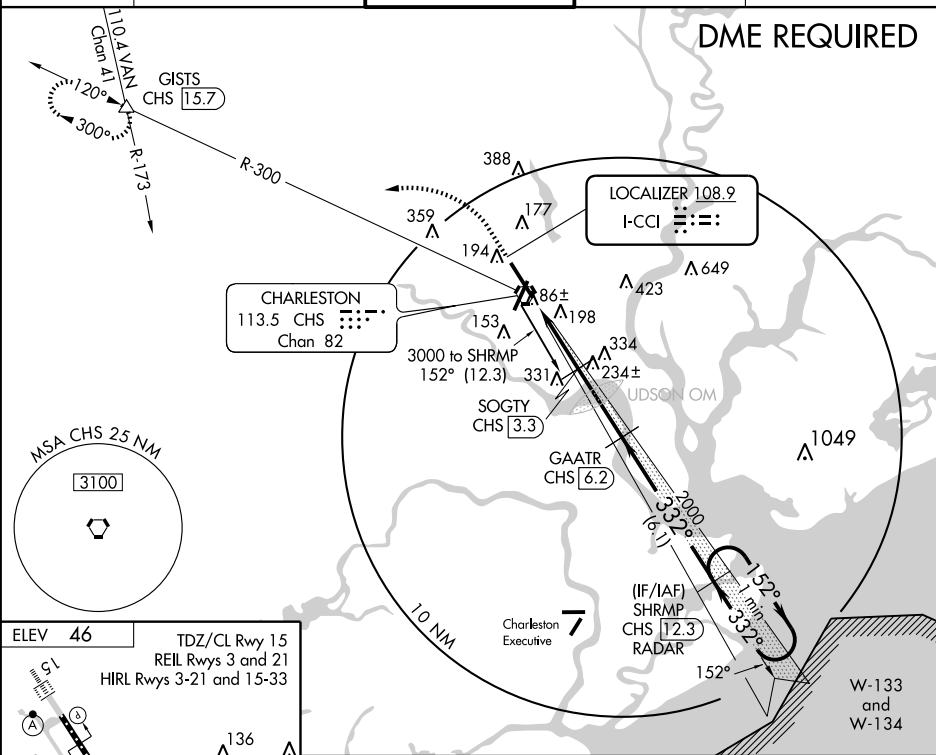 DME REQUIRED
110.4 VAN
Chan 41
GISTS
CHS 15.7
120°
300°
R-173
R-300
388
177
359
194
LOCALIZER 108.9
I-CCI
649
423
CHARLESTON
113.5 CHS
Chan 82
86±
198
153
3000 to SHRMP
152° (12.3)
334
331
234±
UDSON OM
SOGTY
CHS 3.3
1049
MSA CHS 25 NM
3100
GAATR
CHS 6.2
2000
332°
(6.1)
152°
1 min
332°
(IF/IAF)
SHRMP
CHS 12.3
RADAR
152°
10 NM
Charleston
Executive
W-133
and
W-134
ELEV 46
TDZ/CL Rwy 15
REIL Rwys 3 and 21
HIRL Rwys 3-21 and 15-33
15
A
P
136